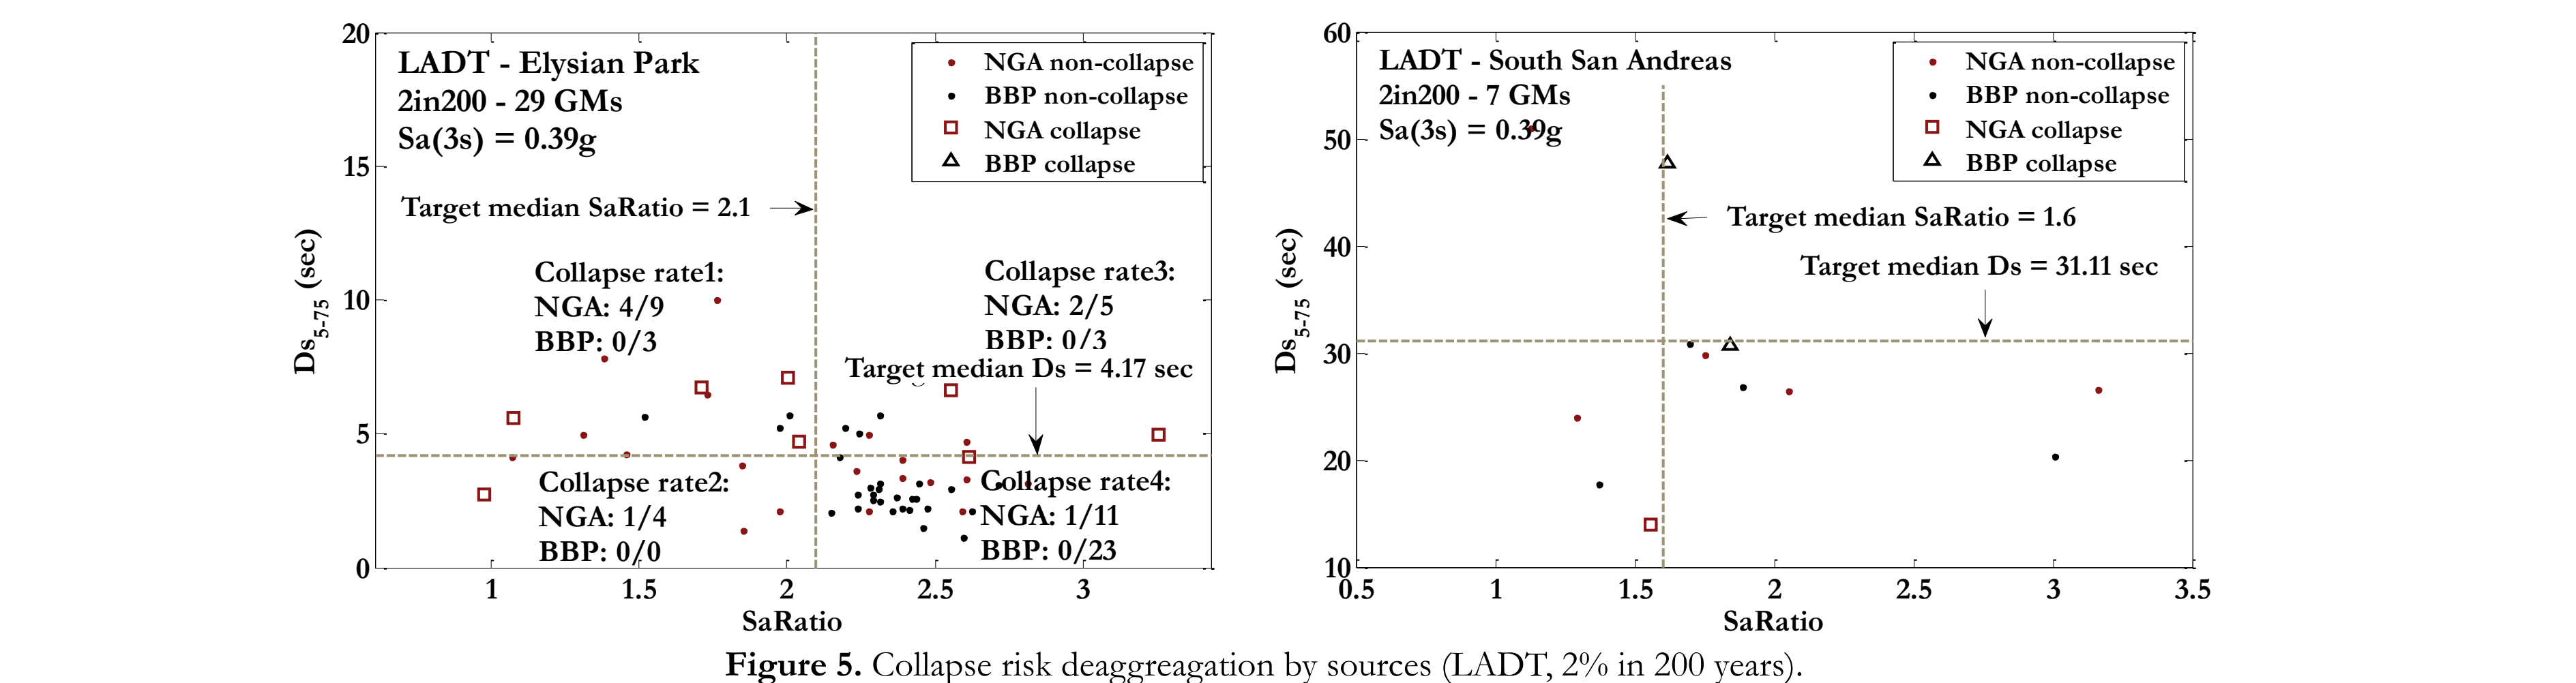 20
15
10
5
0
Ds5-75 (sec)
LADT - Elysian Park
2in200 - 29 GMs
Sa(3s) = 0.39g
NGA non-collapse
BBP non-collapse
NGA collapse
BBP collapse
Target median SaRatio = 2.1
Collapse rate1:
NGA: 4/9
BBP: 0/3
Collapse rate3:
NGA: 2/5
BBP: 0/3
Target median Ds = 4.17 sec
Collapse rate2:
NGA: 1/4
BBP: 0/0
Collapse rate4:
NGA: 1/11
BBP: 0/23
1 1.5 2 2.5 3
SaRatio
60
50
40
30
20
10
Ds5-75 (sec)
LADT - South San Andreas
2in200 - 7 GMs
Sa(3s) = 0.39g
NGA non-collapse
BBP non-collapse
NGA collapse
BBP collapse
Target median SaRatio = 1.6
Target median Ds = 31.11 sec
0.5 1 1.5 2 2.5 3 3.5
SaRatio
Figure 5. Collapse risk deaggreagation by sources (LADT, 2% in 200 years).